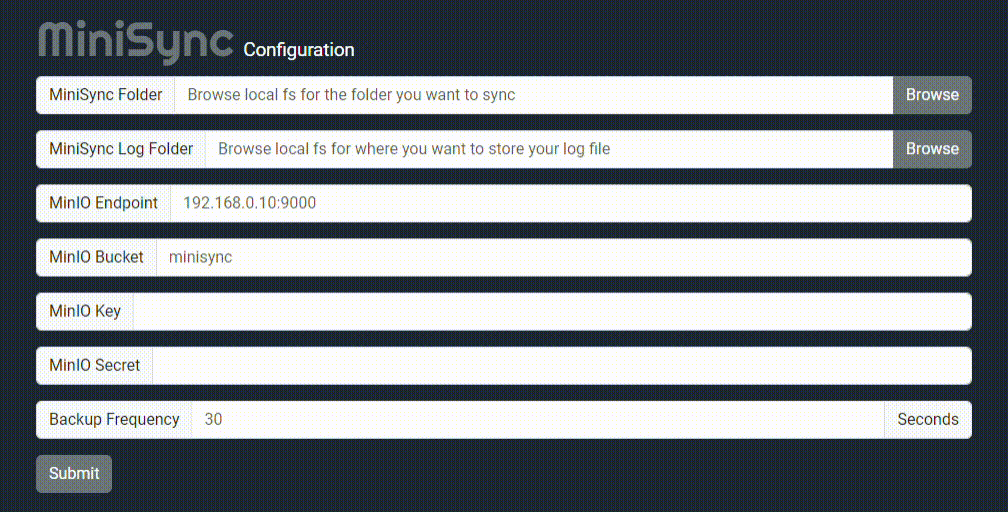 MiniSync Configuration
MiniSync Folder Browse local fs for the folder you want to sync Browse
MiniSync Log Folder Browse local fs for where you want to store your log file Browse
MinIO Endpoint 192.168.0.10:9000
MinIO Bucket minisync
MinIO Key
MinIO Secret
Backup Frequency 30 Seconds
Submit